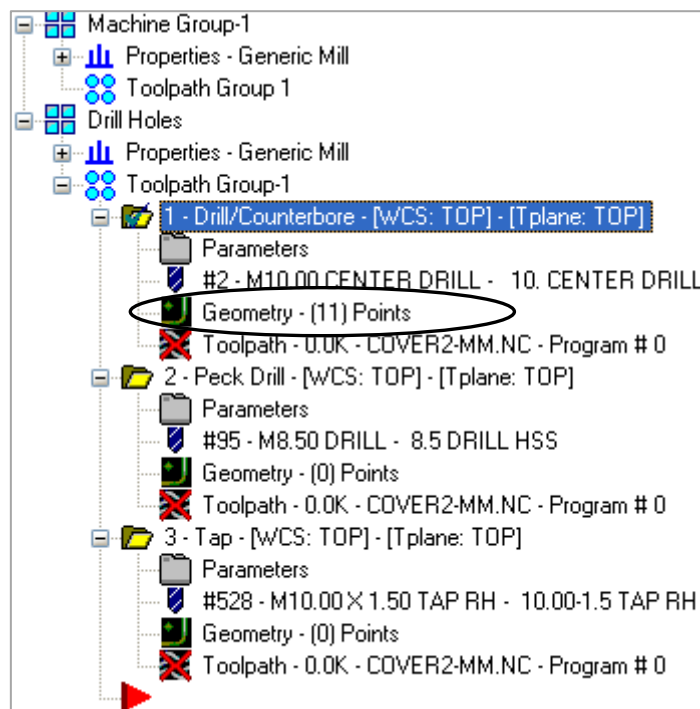 Machine Group-1
Properties - Generic Mill
Toolpath Group 1
Drill Holes
Properties - Generic Mill
Toolpath Group-1
1 - Drill/Counterbore - [WCS: TOP] - [Tplane: TOP]
Parameters
#2 - M10.00 CENTER DRILL - 10. CENTER DRILL
Geometry - (11) Points
Toolpath - 0.0K - COVER2-MM.NC - Program # 0
2 - Peck Drill - [WCS: TOP] - [Tplane: TOP]
Parameters
#95 - M8.50 DRILL - 8.5 DRILL HSS
Geometry - (0) Points
Toolpath - 0.0K - COVER2-MM.NC - Program # 0
3 - Tap - [WCS: TOP] - [Tplane: TOP]
Parameters
#528 - M10.00 X 1.50 TAP RH - 10.00-1.5 TAP RH
Geometry - (0) Points
Toolpath - 0.0K - COVER2-MM.NC - Program # 0